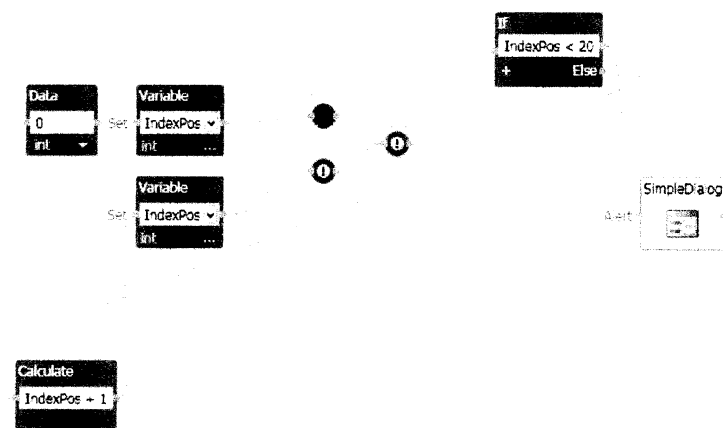 IF
IndexPos < 20
+ Else
Data
0
int
Set
Variable
IndexPos
int ...
Set
Variable
IndexPos
int ...
SimpleDialog
Alert
Calculate
IndexPos + 1